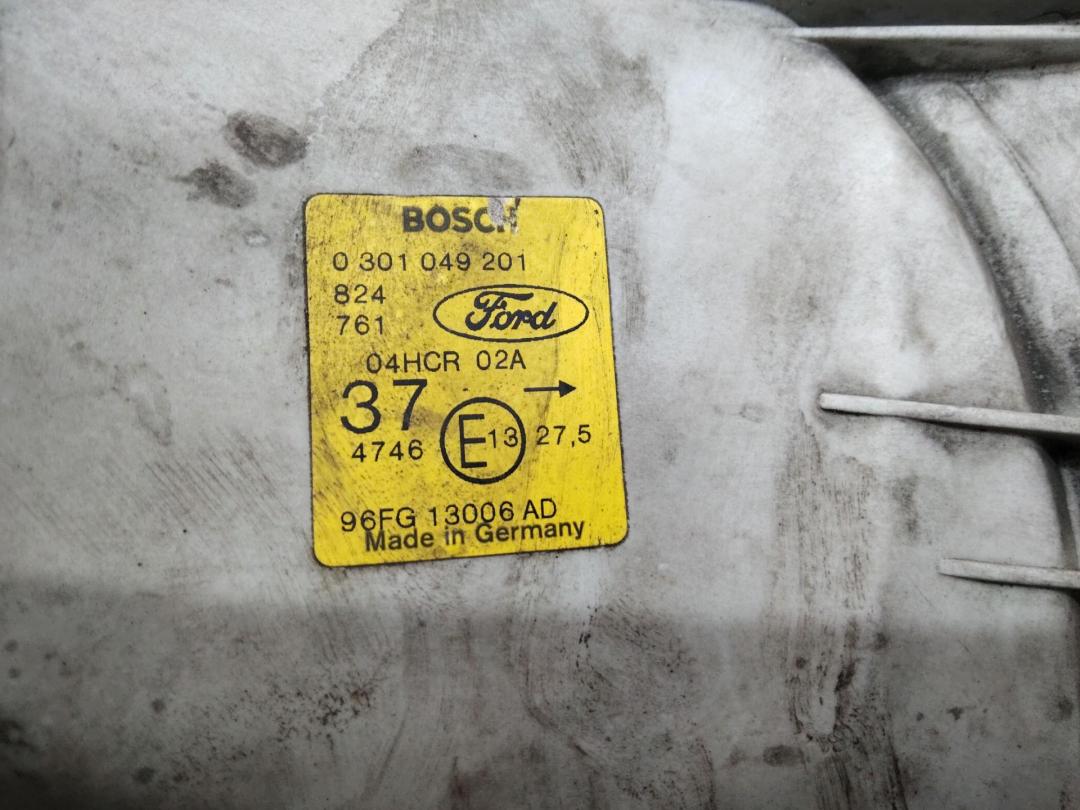 BOSCH
0 301 049 201
824
761
Ford
04HCR 02A
37
4746
E13
27,5
96FG 13006 AD
Made in Germany